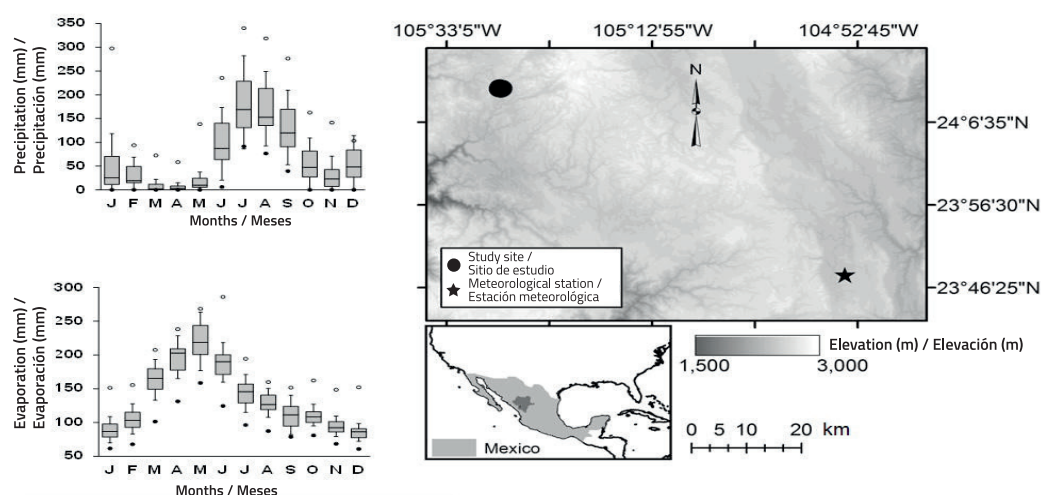 Precipitation (mm) /
Precipitación (mm)
350
300
250
200
150
100
50
0
J F M A M J J A S O N D
Months / Meses
Evaporation (mm) /
Evaporación (mm)
300
250
200
150
100
50
J F M A M J J A S O N D
Months / Meses
105°33'5"W 105°12'55"W 104°52'45"W
N
24°6'35"N
23°56'30"N
23°46'25"N
Study site /
Sitio de estudio
Meteorological station /
Estación meteorológica
Elevation (m) / Elevación (m)
1,500 3,000
0 5 10 20 km
Mexico